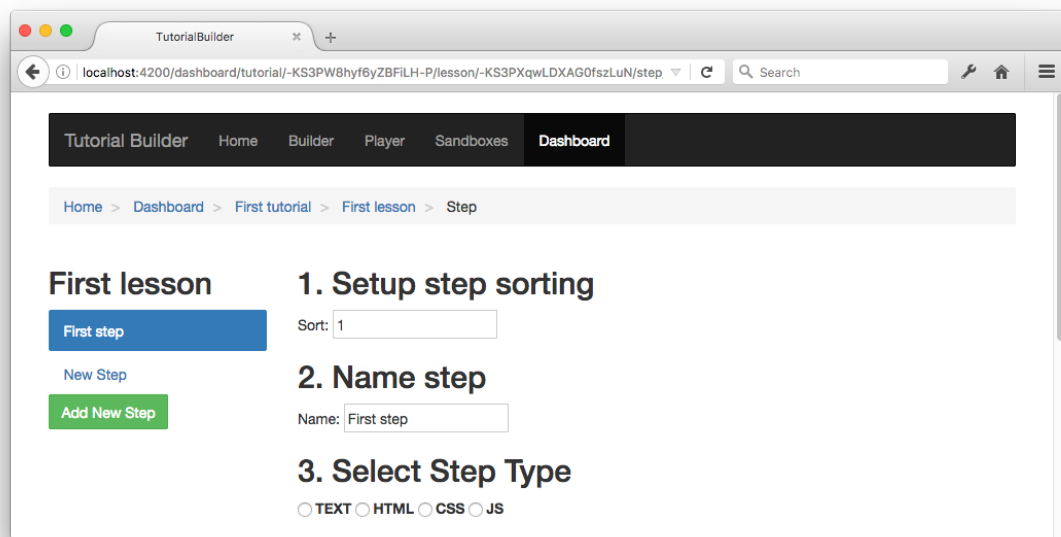 TutorialBuilder
localhost:4200/dashboard/tutorial/-KS3PW8hyf6yZBFiLH-P/lesson/-KS3PXqwLDXAG0fszLuN/step
Search
Tutorial Builder Home Builder Player Sandboxes Dashboard
Home > Dashboard > First tutorial > First lesson > Step
First lesson
First step
New Step
Add New Step
1. Setup step sorting
Sort: 1
2. Name step
Name: First step
3. Select Step Type
TEXT HTML CSS JS